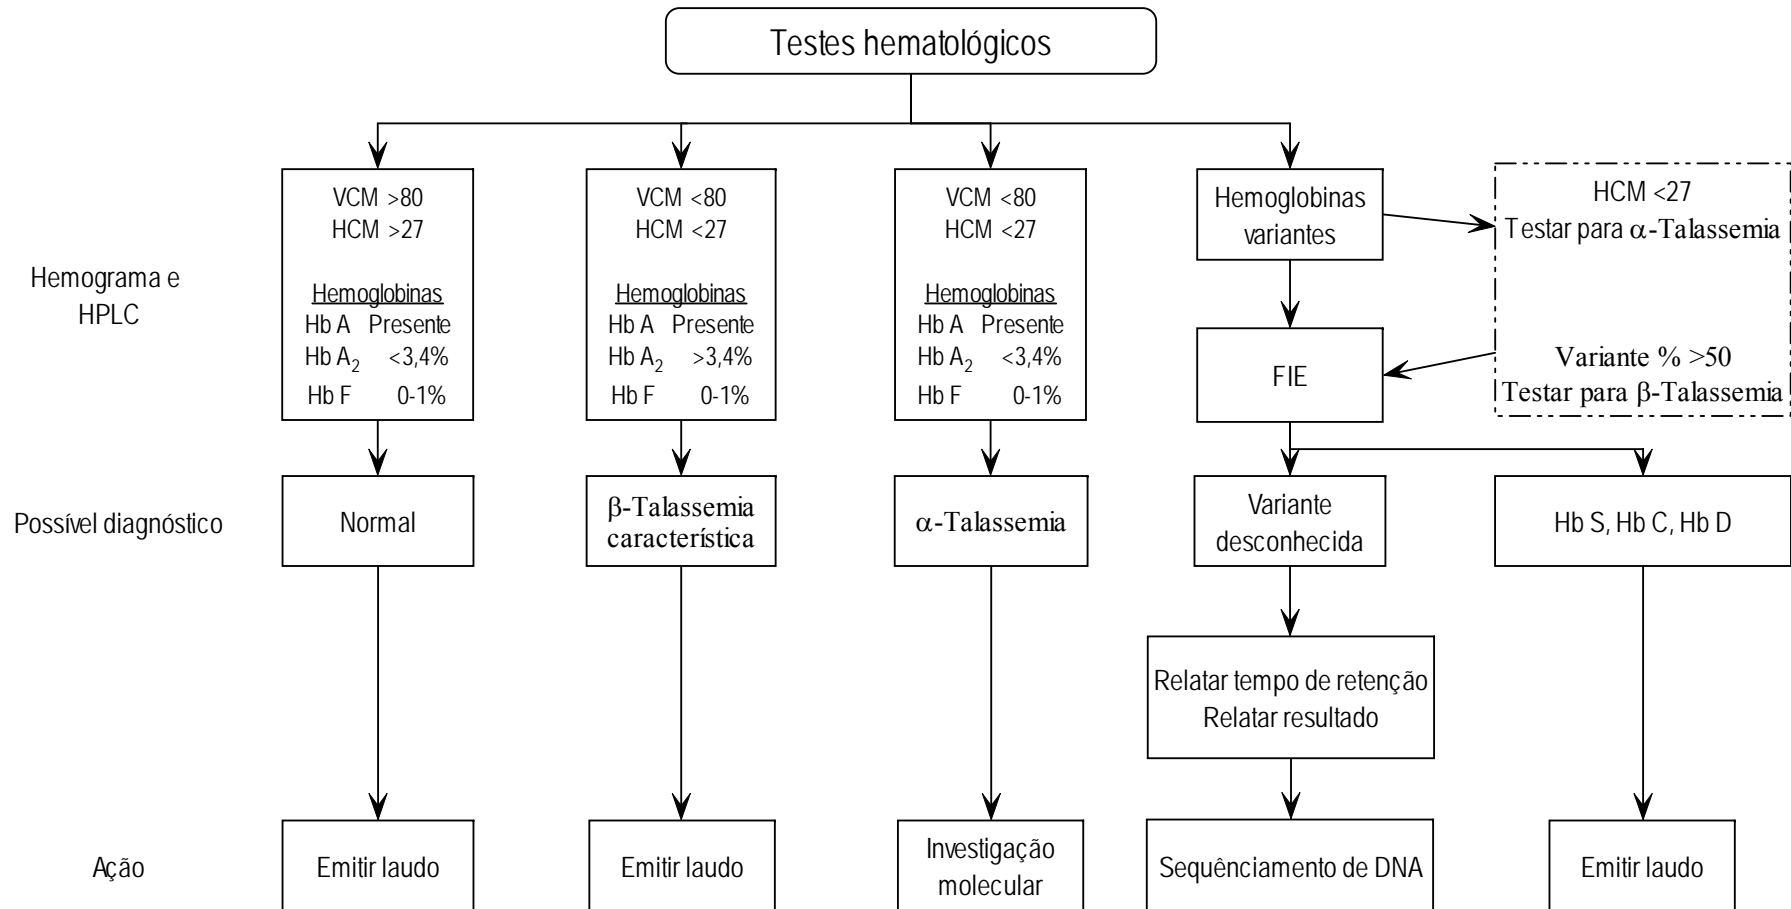 Testes hematológicos
Hemograma e
HPLC
VCM >80
HCM >27
Hemoglobinas
Hb A Presente
Hb A₂ <3,4%
Hb F 0-1%
VCM <80
HCM <27
Hemoglobinas
Hb A Presente
Hb A₂ >3,4%
Hb F 0-1%
VCM <80
HCM <27
Hemoglobinas
Hb A Presente
Hb A₂ <3,4%
Hb F 0-1%
Hemoglobinas
variantes
FIE
HCM <27
Testar para α-Talassemia
Variante % >50
Testar para β-Talassemia
Possível diagnóstico
Normal
β-Talassemia
característica
α-Talassemia
Variante
desconhecida
Hb S, Hb C, Hb D
Relatar tempo de retenção
Relatar resultado
Ação
Emitir laudo
Emitir laudo
Investigação
molecular
Sequênciamento de DNA
Emitir laudo